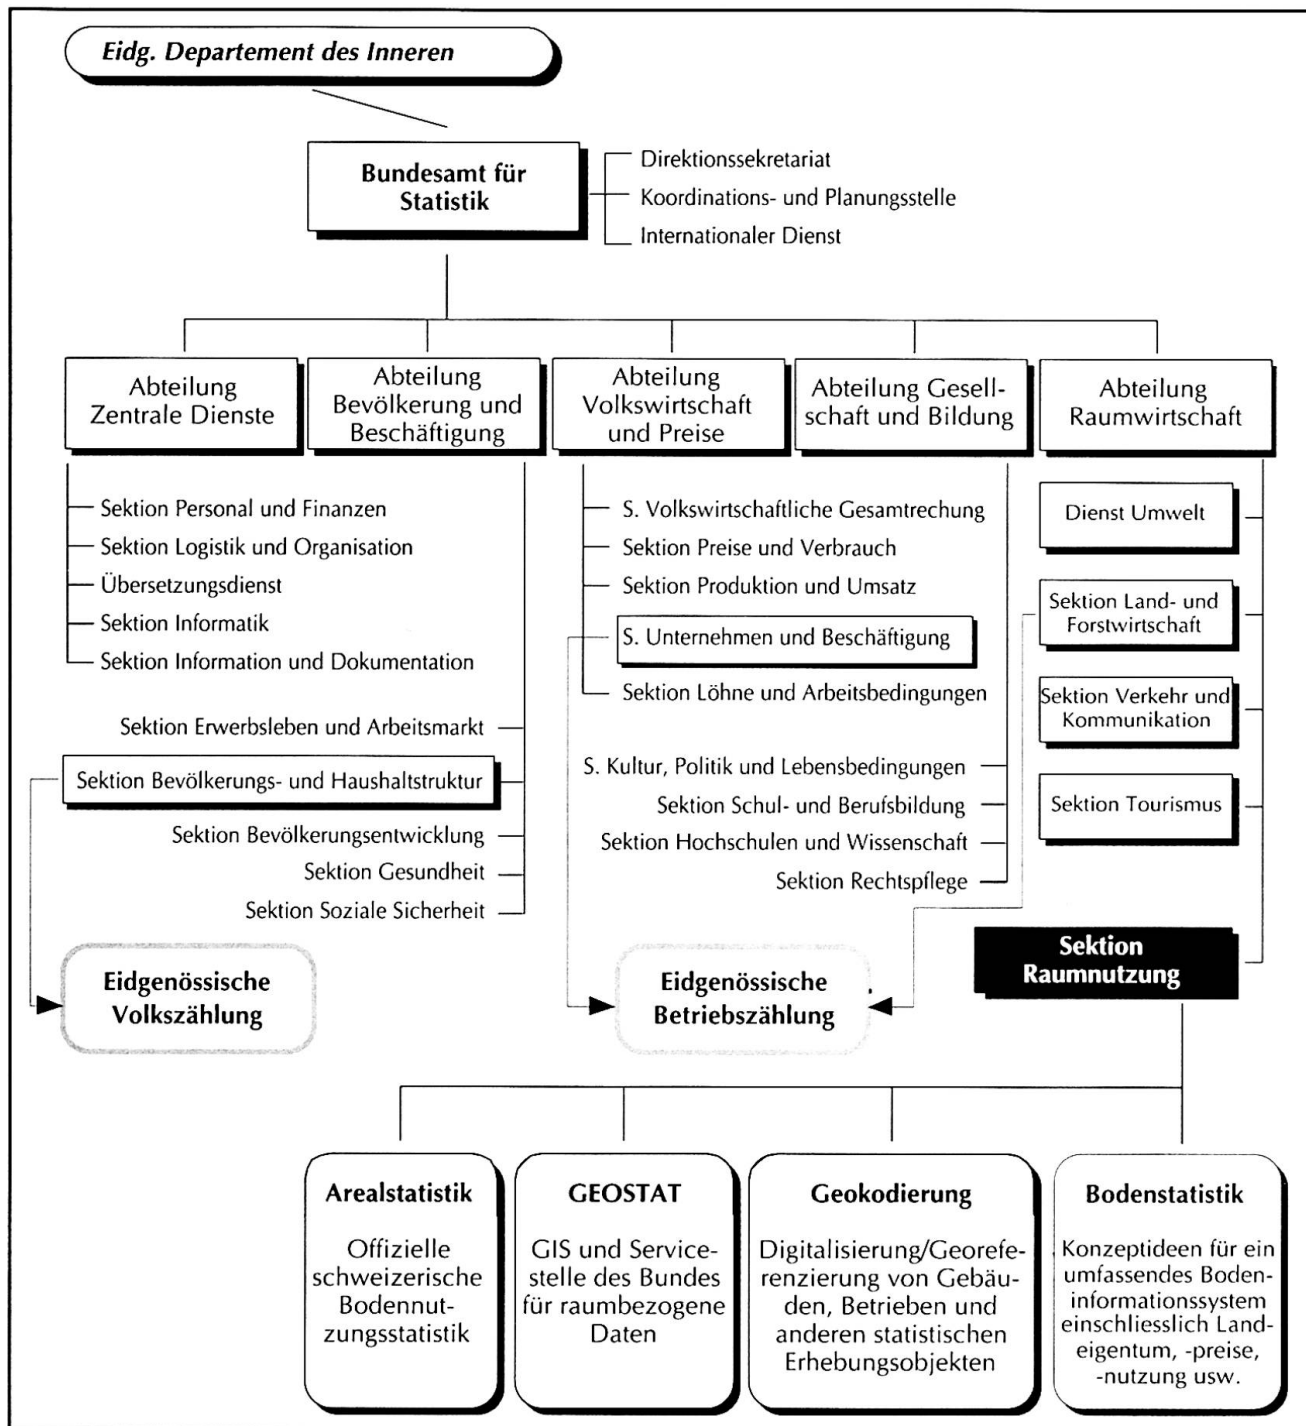 Eidg. Departement des Inneren
Bundesamt für
Statistik
Direktionssekretariat
Koordinations- und Planungsstelle
Internationaler Dienst
Abteilung
Zentrale Dienste
Abteilung
Bevölkerung und
Beschäftigung
Abteilung
Volkswirtschaft
und Preise
Abteilung Gesell-
schaft und Bildung
Abteilung
Raumwirtschaft
Sektion Personal und Finanzen
Sektion Logistik und Organisation
Übersetzungsdienst
Sektion Informatik
Sektion Information und Dokumentation
Sektion Erwerbsleben und Arbeitsmarkt
Sektion Bevölkerungs- und Haushaltstruktur
Sektion Bevölkerungsentwicklung
Sektion Gesundheit
Sektion Soziale Sicherheit
S. Volkswirtschaftliche Gesamtrechung
Sektion Preise und Verbrauch
Sektion Produktion und Umsatz
S. Unternehmen und Beschäftigung
Sektion Löhne und Arbeitsbedingungen
S. Kultur, Politik und Lebensbedingungen
Sektion Schul- und Berufsbildung
Sektion Hochschulen und Wissenschaft
Sektion Rechtspflege
Dienst Umwelt
Sektion Land- und
Forstwirtschaft
Sektion Verkehr und
Kommunikation
Sektion Tourismus
Sektion
Raumnutzung
Eidgenössische
Volkszählung
Eidgenössische
Betriebszählung
Arealstatistik
Offizielle
schweizerische
Bodennut-
zungsstatistik
GEOSTAT
GIS und Service-
stelle des Bundes
für raumbezogene
Daten
Geokodierung
Digitalisierung/Georefe-
renzierung von Gebäu-
den, Betrieben und
anderen statistischen
Erhebungsobjekten
Bodenstatistik
Konzeptideen für ein
umfassendes Boden-
informationssystem
einschliesslich Land-
eigentum, -preise,
-nutzung usw.